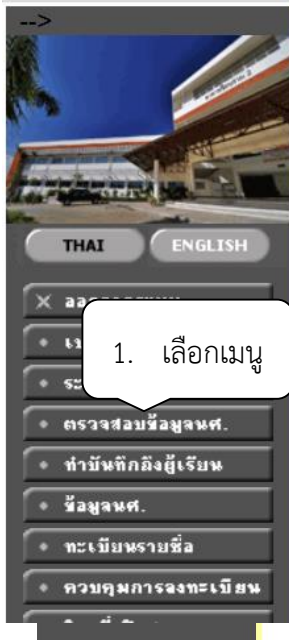 -->
THAI ENGLISH
1. เลือกเมนู
ตรวจสอบข้อมูลนศ.
ทำบันทึกถึงผู้เรียน
ข้อมูลนศ.
ทะเบียนรายชื่อ
ควบคุมการลงทะเบียน